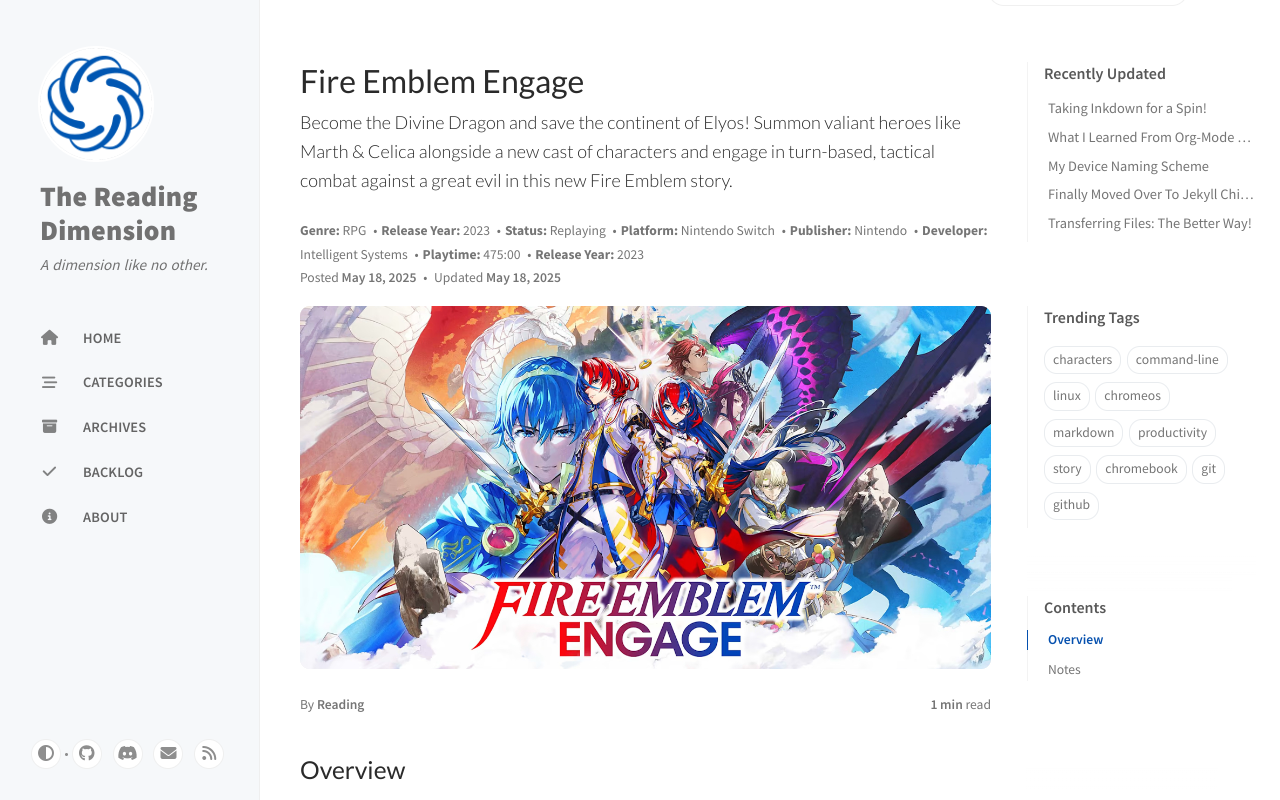 The Reading
Dimension
A dimension like no other.
HOME
CATEGORIES
ARCHIVES
BACKLOG
ABOUT
Fire Emblem Engage
Become the Divine Dragon and save the continent of Elyos! Summon valiant heroes like
Marth & Celica alongside a new cast of characters and engage in turn-based, tactical
combat against a great evil in this new Fire Emblem story.
Genre: RPG • Release Year: 2023 • Status: Replaying • Platform: Nintendo Switch • Publisher: Nintendo • Developer:
Intelligent Systems • Playtime: 475:00 • Release Year: 2023
Posted May 18, 2025 • Updated May 18, 2025
FIRE EMBLEM™
ENGAGE
By Reading
1 min read
Overview
Recently Updated
Taking Inkdown for a Spin!
What I Learned From Org-Mode …
My Device Naming Scheme
Finally Moved Over To Jekyll Chi…
Transferring Files: The Better Way!
Trending Tags
characters command-line
linux chromeos
markdown productivity
story chromebook git
github
Contents
Overview
Notes